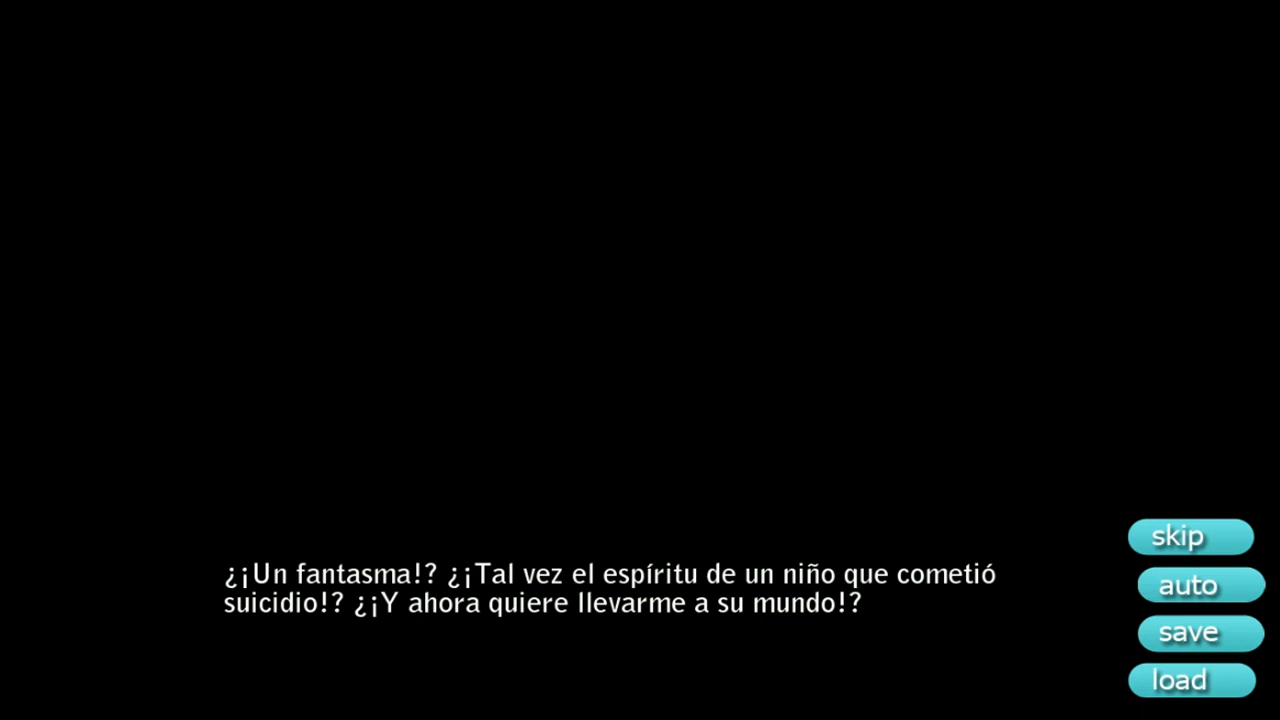 ¿¡Un fantasma!? ¿¡Tal vez el espíritu de un niño que cometió
suicidio!? ¿¡Y ahora quiere llevarme a su mundo!?
skip
auto
save
load